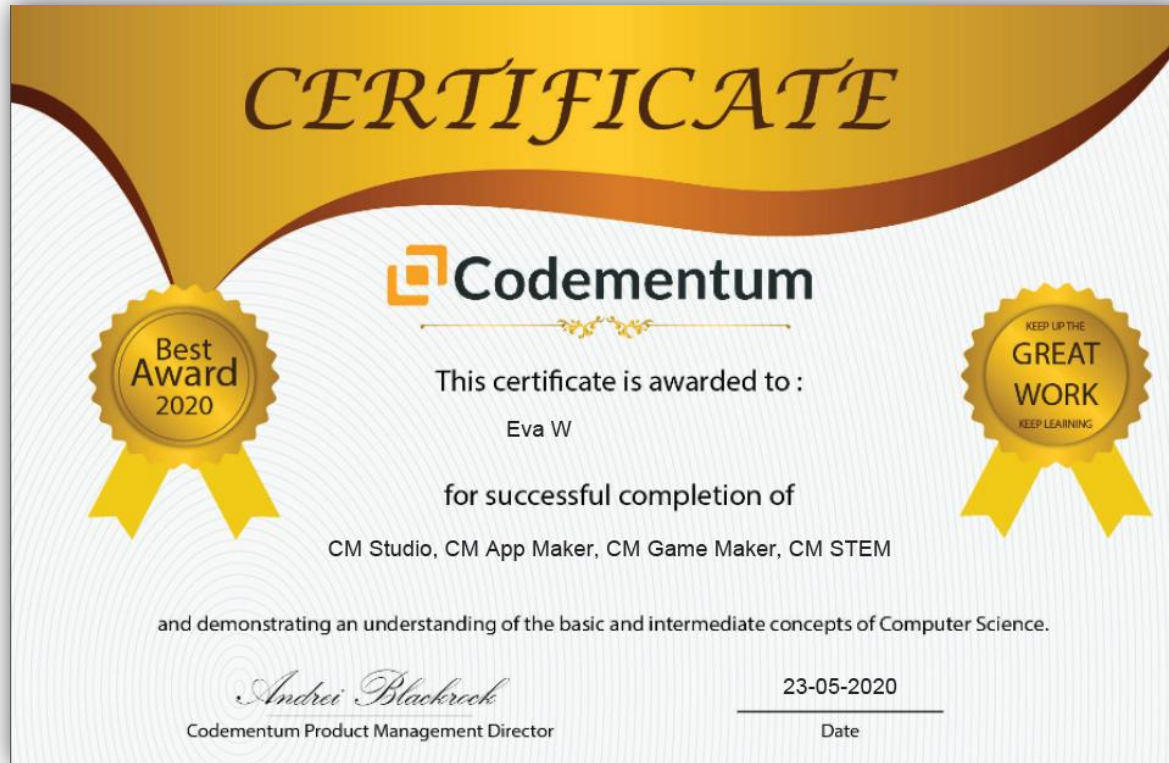 CERTIFICATE
Codementum
Best
Award
2020
KEEP UP THE
GREAT
WORK
KEEP LEARNING
This certificate is awarded to :
Eva W
for successful completion of
CM Studio, CM App Maker, CM Game Maker, CM STEM
and demonstrating an understanding of the basic and intermediate concepts of Computer Science.
Andrei Blackrock
Codementum Product Management Director
23-05-2020
Date